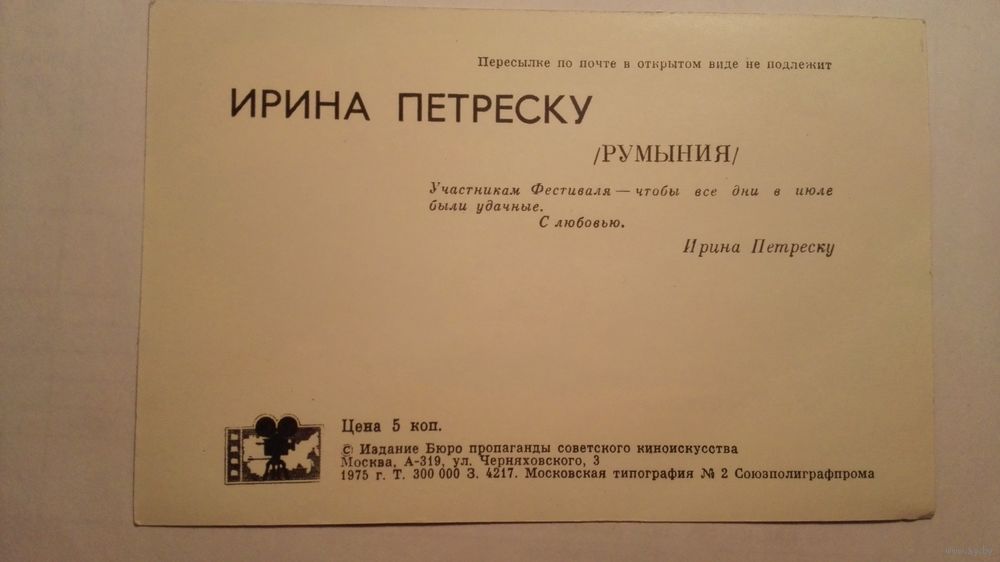 Пересылке по почте в открытом виде не подлежит
ИРИНА ПЕТРЕСКУ
/РУМЫНИЯ/
Участникам Фестиваля — чтобы все дни в июле
были удачные.
С любовью.
Ирина Петреску
Цена 5 коп.
© Издание Бюро пропаганды советского киноискусства
Москва, А-319, ул. Черняховского, 3
1975 г. Т. 300 000 З. 4217. Московская типография № 2 Союзполиграфпрома